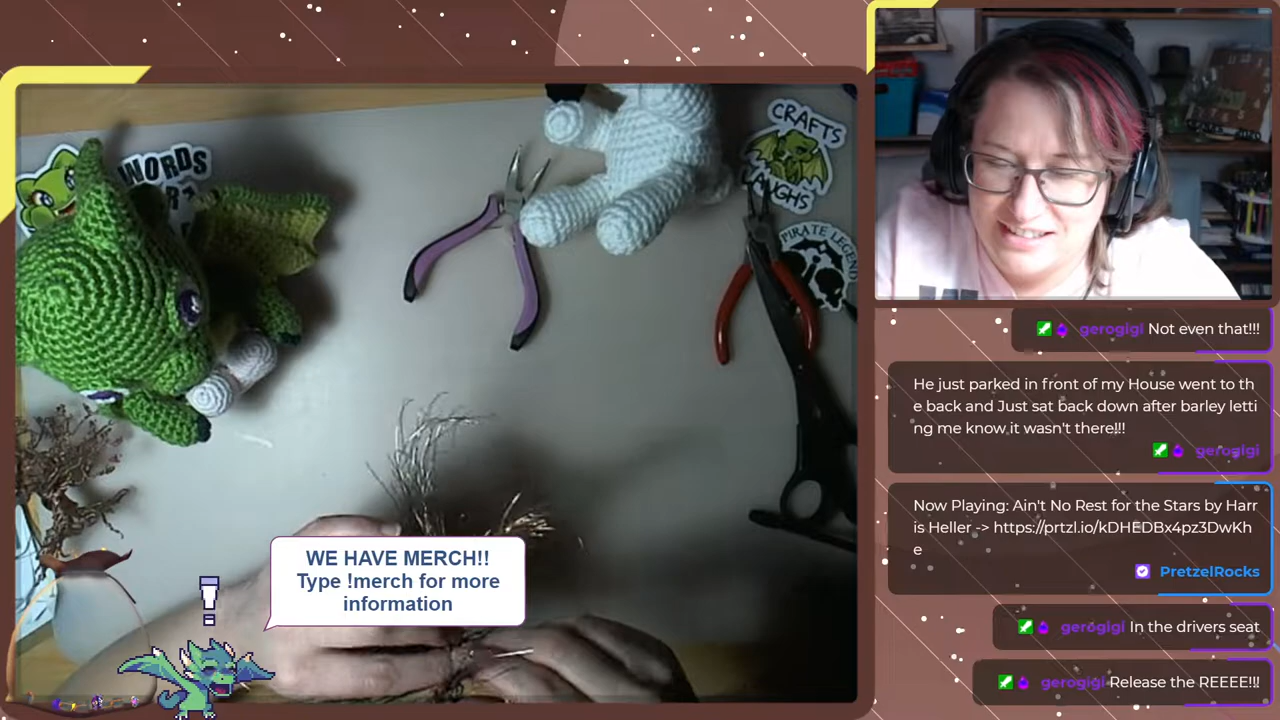 CRAFTS
WORDS
PIRATE LEGEND
WE HAVE MERCH!!
Type !merch for more
information
!
gerogigi Not even that!!!
He just parked in front of my House went to th
e back and Just sat back down after barley letti
ng me know it wasn't there!!!
gerogigi
Now Playing: Ain't No Rest for the Stars by Harr
is Heller -> https://prtzl.io/kDHEDBx4pz3DwKh
e
PretzelRocks
gerogigi In the drivers seat
gerogigi Release the REEEE!!!